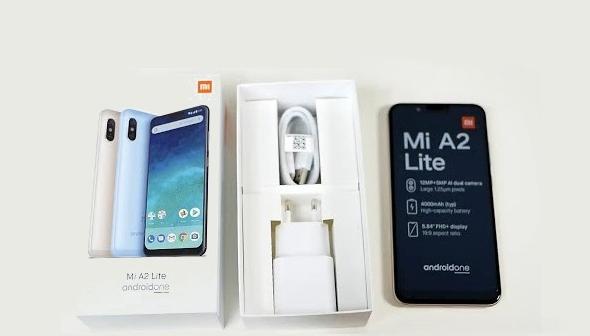 mi
Mi A2 Lite
androidone
mi
Mi A2
Lite
12MP+5MP AI dual camera
Large 1.25μm pixels
4000mAh (typ)
High-capacity battery
5.84" FHD+ display
19:9 aspect ratio
androidone